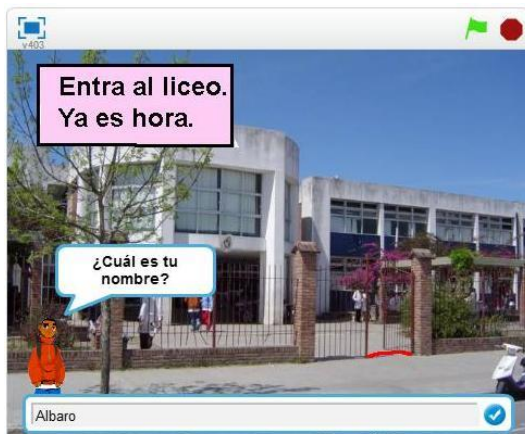 v403
Entra al liceo.
Ya es hora.
¿Cuál es tu
nombre?
Albaro